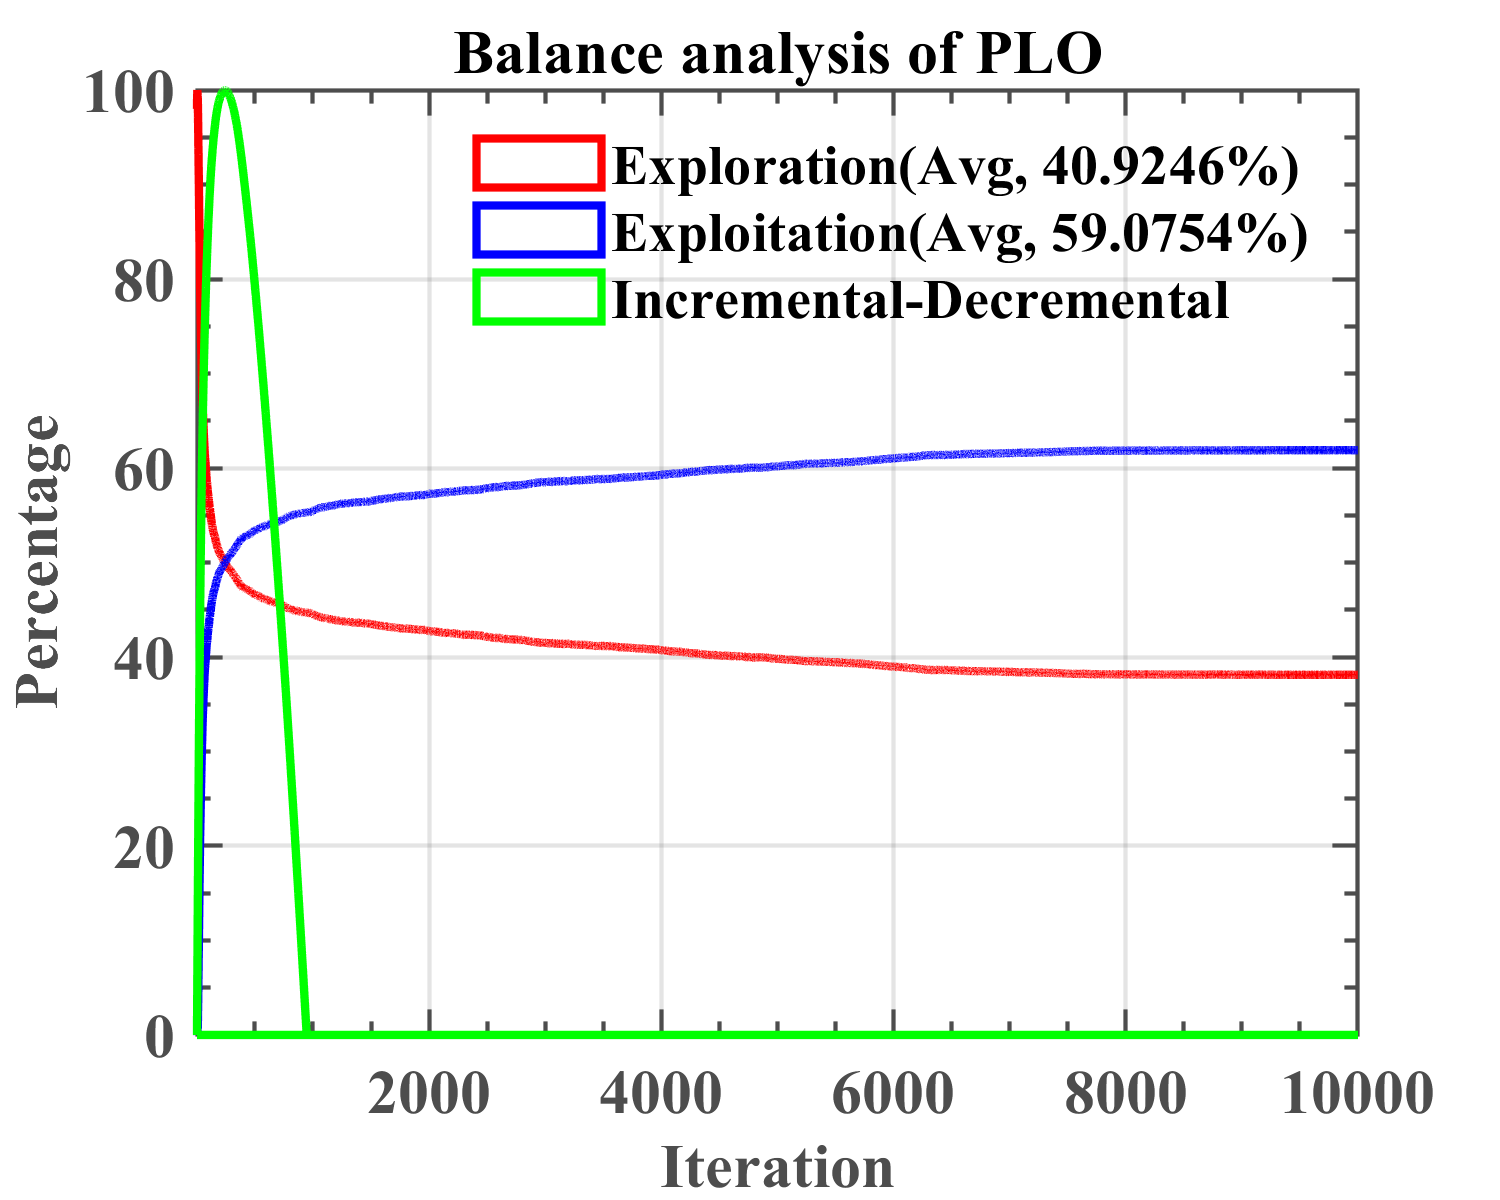 Balance analysis of PLO
100
80
60
40
20
0
Percentage
Exploration(Avg, 40.9246%)
Exploitation(Avg, 59.0754%)
Incremental-Decremental
2000 4000 6000 8000 10000
Iteration